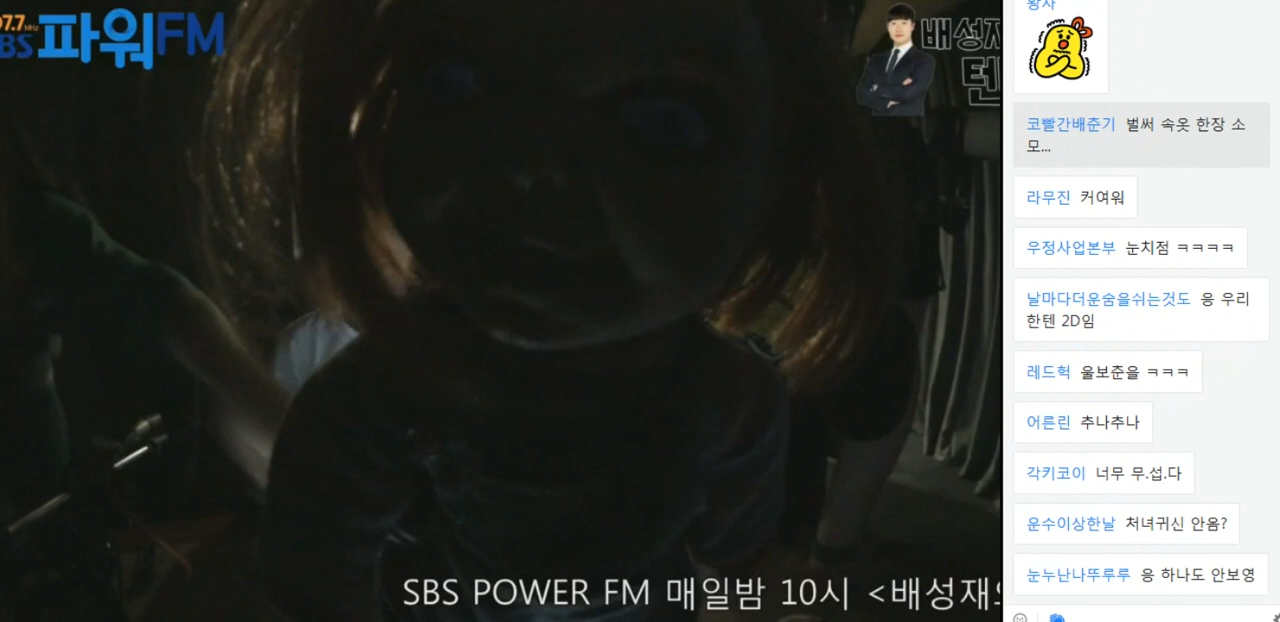 07.7 MHz
SBS 파워FM
배성재
텐
SBS POWER FM 매일밤 10시 <배성재의
왕자
코빨간배준기 벌써 속옷 한장 소
모...
라무진 커여워
우정사업본부 눈치점 ㅋㅋㅋㅋ
날마다더운숨을쉬는것도 응 우리
한텐 2D임
레드헉 울보준을 ㅋㅋㅋ
어른린 추나추나
각키코이 너무 무.섭.다
운수이상한날 처녀귀신 안옴?
눈누난나뚜루루 응 하나도 안보영